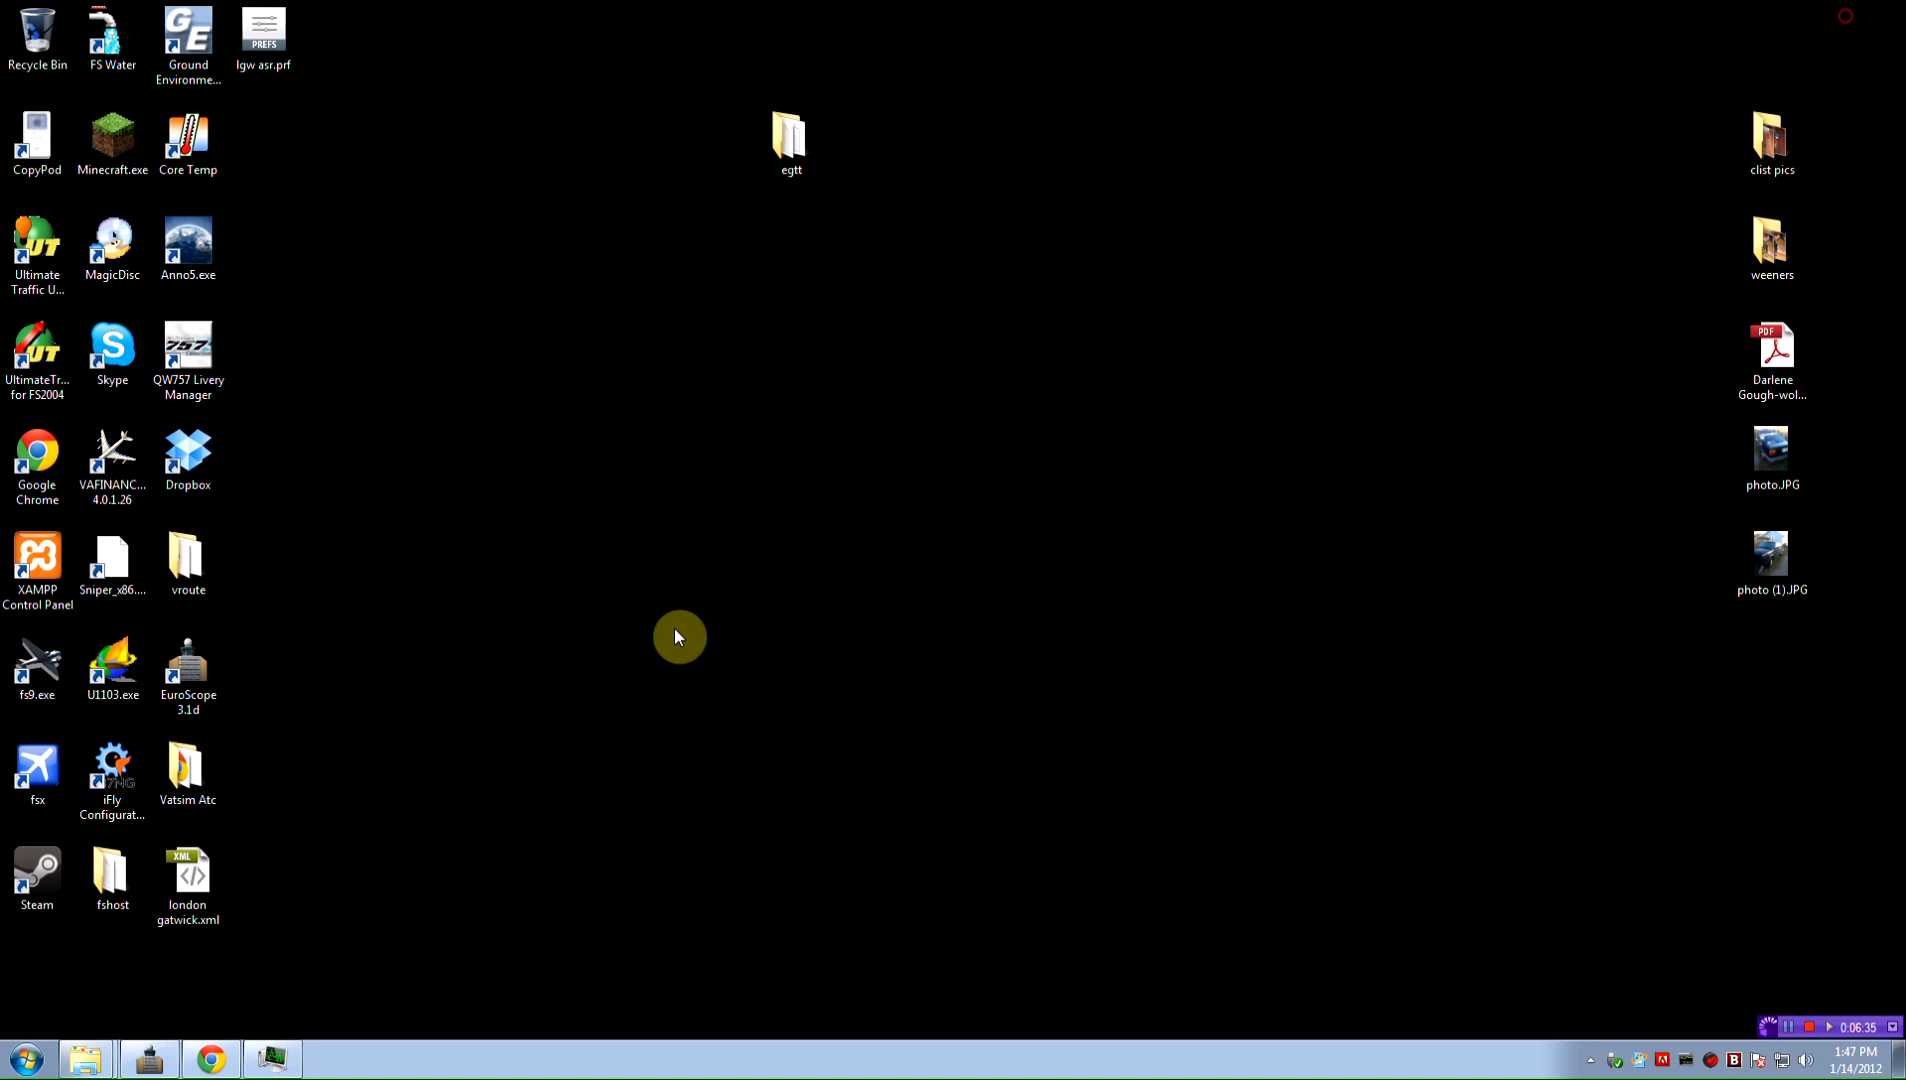 Recycle Bin
FS Water
Ground
Environme...
PREFS
lgw asr.prf
CopyPod
Minecraft.exe
Core Temp
egtt
clist pics
UT
Ultimate
Traffic U...
MagicDisc
Anno5.exe
weeners
UT
UltimateTr...
for FS2004
Skype
757
QW757 Livery
Manager
PDF
Darlene
Gough-wol...
Google
Chrome
VAFINANC...
4.0.1.26
Dropbox
photo.JPG
XAMPP
Control Panel
Sniper_x86....
vroute
photo (1).JPG
fs9.exe
U1103.exe
EuroScope
3.1d
fsx
iFly
Configurat...
Vatsim Atc
Steam
fshost
XML
london
gatwick.xml
0:06:35
1:47 PM
1/14/2012